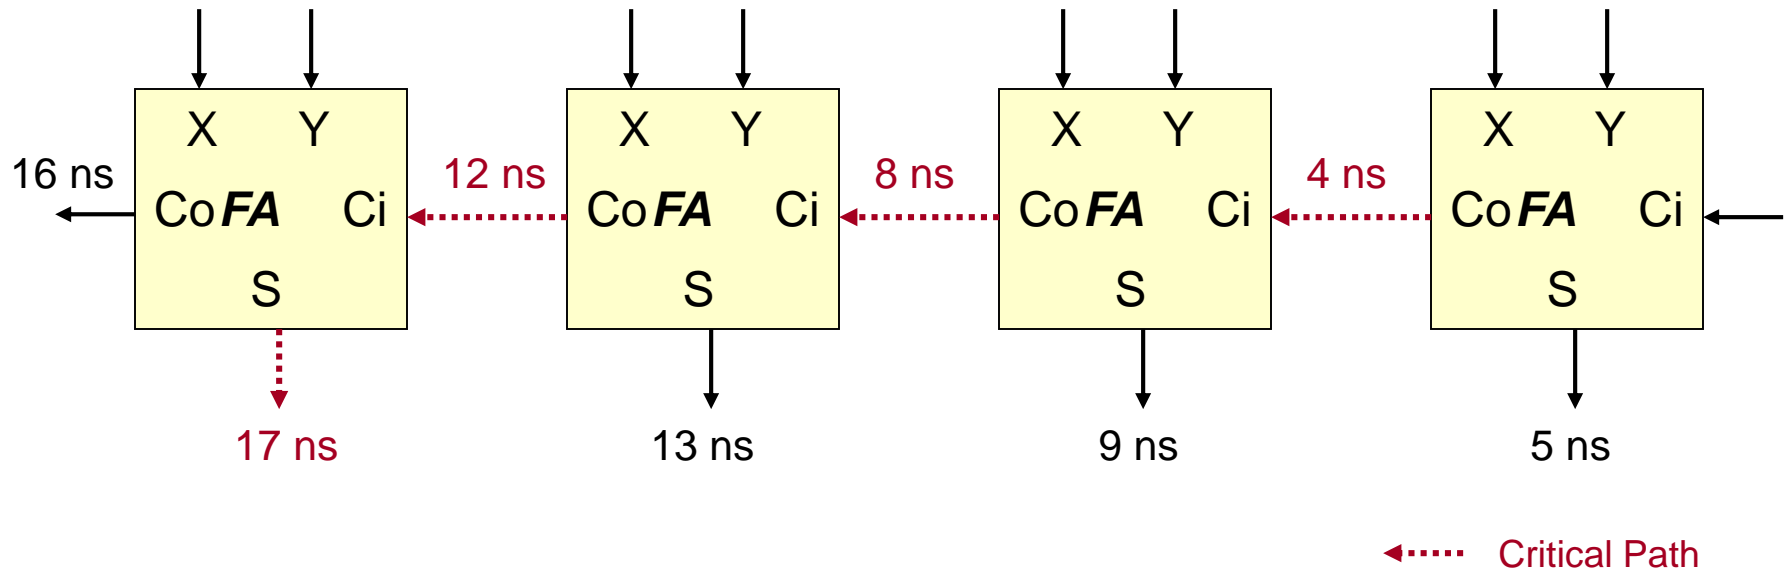 X Y X Y X Y X Y
16 ns 12 ns 8 ns 4 ns
Co FA Ci Co FA Ci Co FA Ci Co FA Ci
S S S S
17 ns 13 ns 9 ns 5 ns
Critical Path